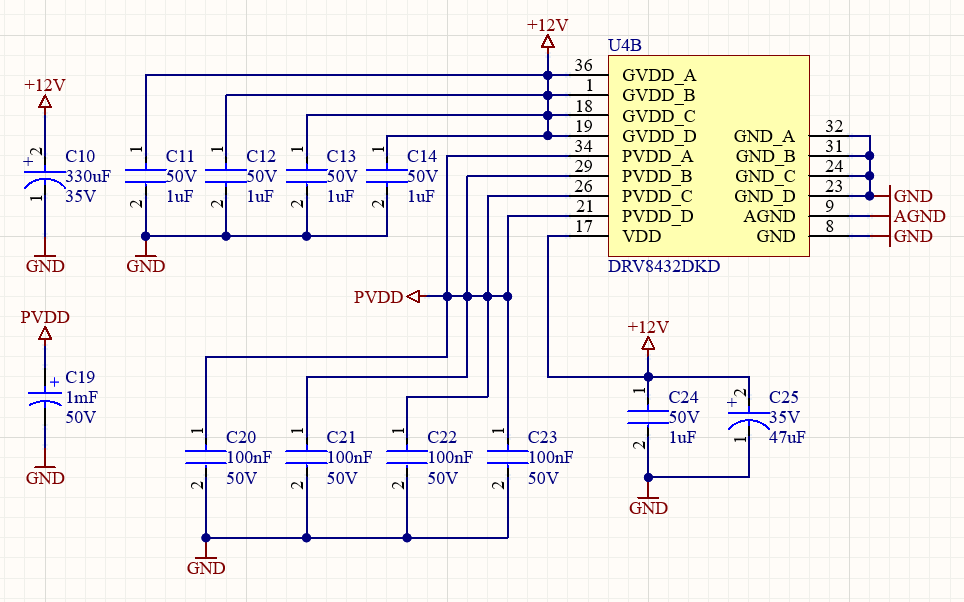 +12V
U4B
36 GVDD_A
1 GVDD_B
18 GVDD_C
19 GVDD_D
34 PVDD_A
29 PVDD_B
26 PVDD_C
21 PVDD_D
17 VDD
GND_A 32
GND_B 31
GND_C 24
GND_D 23 GND
AGND 9 AGND
GND 8 GND
DRV8432DKD
+12V
2
+
C10
330uF
35V
1
GND
1
C11
50V
1uF
2
1
C12
50V
1uF
2
1
C13
50V
1uF
2
1
C14
50V
1uF
2
GND
PVDD
PVDD
+
C19
1mF
50V
GND
1
C20
100nF
50V
2
1
C21
100nF
50V
2
1
C22
100nF
50V
2
1
C23
100nF
50V
2
GND
+12V
1
C24
50V
1uF
2
2
+
C25
35V
47uF
1
GND